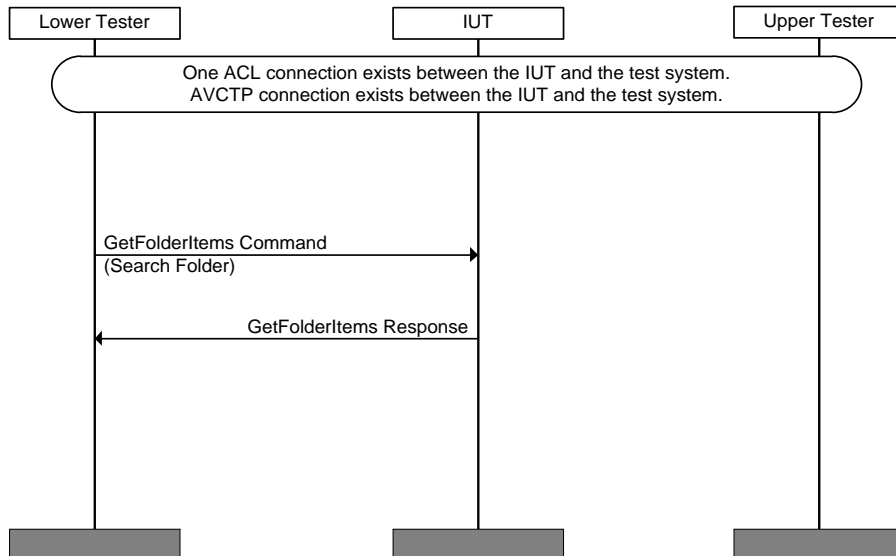 Lower Tester
IUT
Upper Tester
One ACL connection exists between the IUT and the test system.
AVCTP connection exists between the IUT and the test system.
GetFolderItems Command
(Search Folder)
GetFolderItems Response